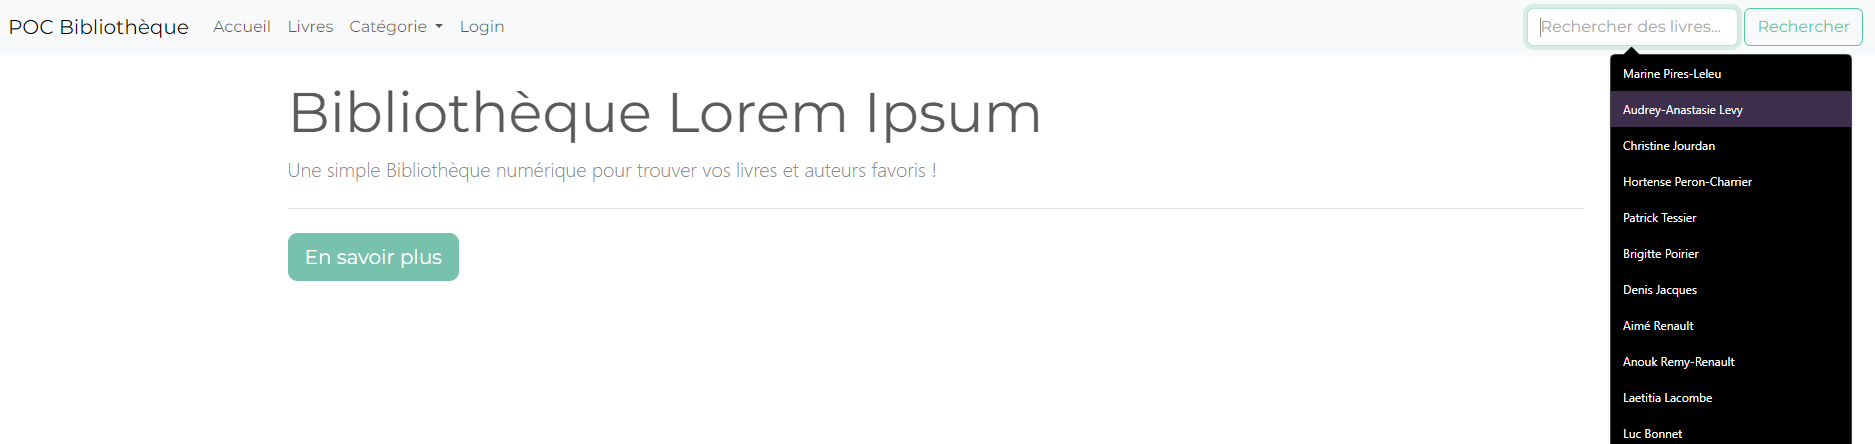 POC Bibliothèque Accueil Livres Catégorie Login Rechercher des livres... Rechercher
Bibliothèque Lorem Ipsum
Une simple Bibliothèque numérique pour trouver vos livres et auteurs favoris !
En savoir plus
Marine Pires-Leleu
Audrey-Anastasie Levy
Christine Jourdan
Hortense Peron-Charrier
Patrick Tessier
Brigitte Poirier
Denis Jacques
Aimé Renault
Anouk Remy-Renault
Laetitia Lacombe
Luc Bonnet